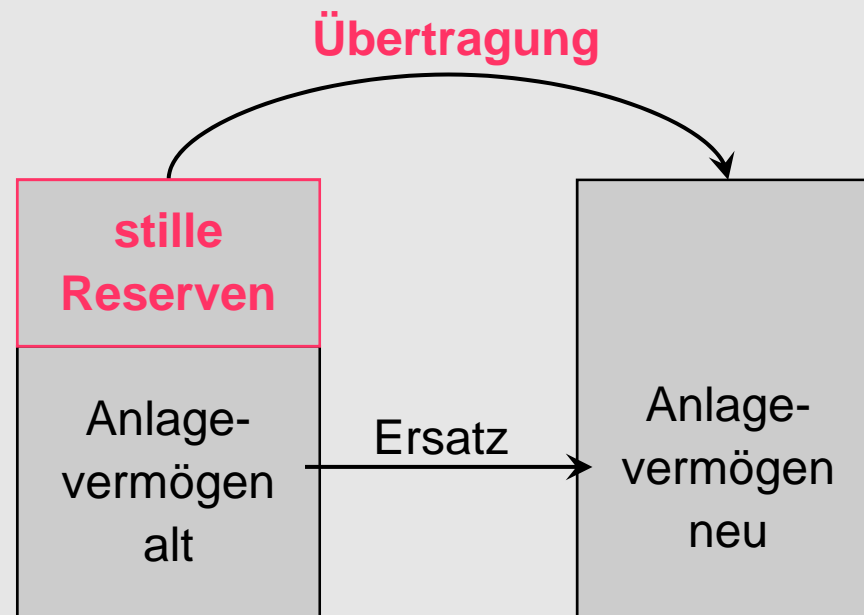 Übertragung
stille
Reserven
Anlage-
vermögen
alt
Ersatz
Anlage-
vermögen
neu